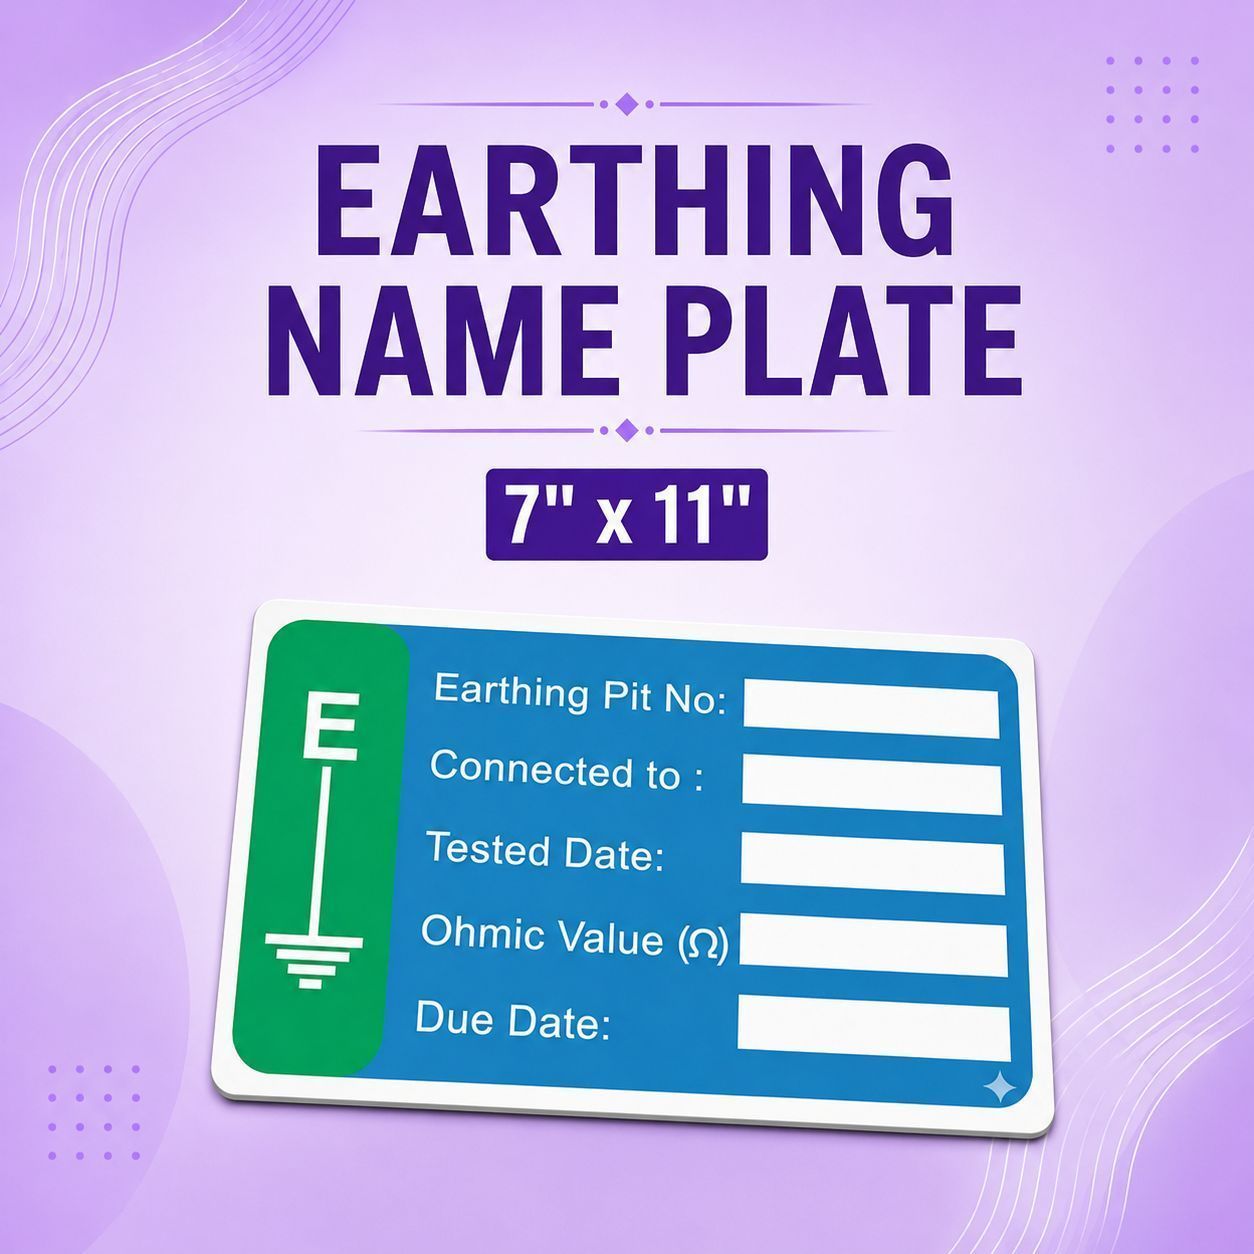 EARTHING
NAME PLATE
7" x 11"
E
Earthing Pit No:
Connected to :
Tested Date:
Ohmic Value (Ω)
Due Date: